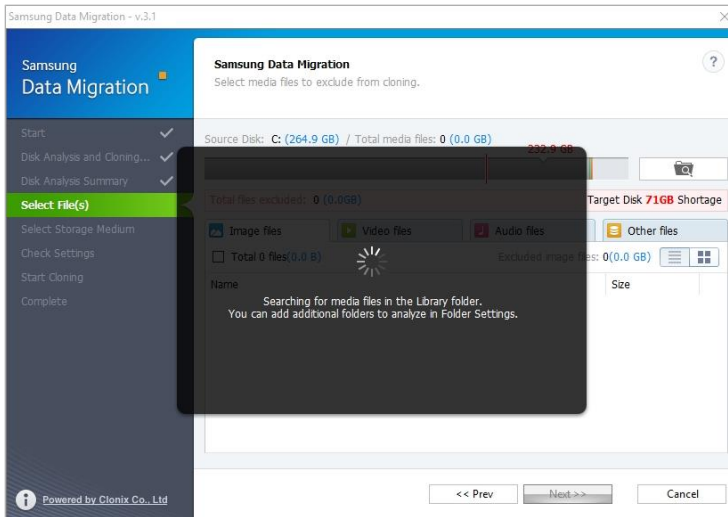 Samsung Data Migration - v.3.1
Samsung
Data Migration
Samsung Data Migration
Select media files to exclude from cloning.
?
Start
Disk Analysis and Cloning...
Disk Analysis Summary
Select File(s)
Select Storage Medium
Check Settings
Start Cloning
Complete
Source Disk: C: (264.9 GB) / Total media files: 0 (0.0 GB)
232.9 GB
Total files excluded: 0 (0.0GB)
Target Disk 71GB Shortage
Image files
Video files
Audio files
Other files
Total 0 files(0.0 B)
Excluded image files: 0(0.0 GB)
Name
Size
Searching for media files in the Library folder.
You can add additional folders to analyze in Folder Settings.
Powered by Clonix Co., Ltd
<< Prev
Next >>
Cancel